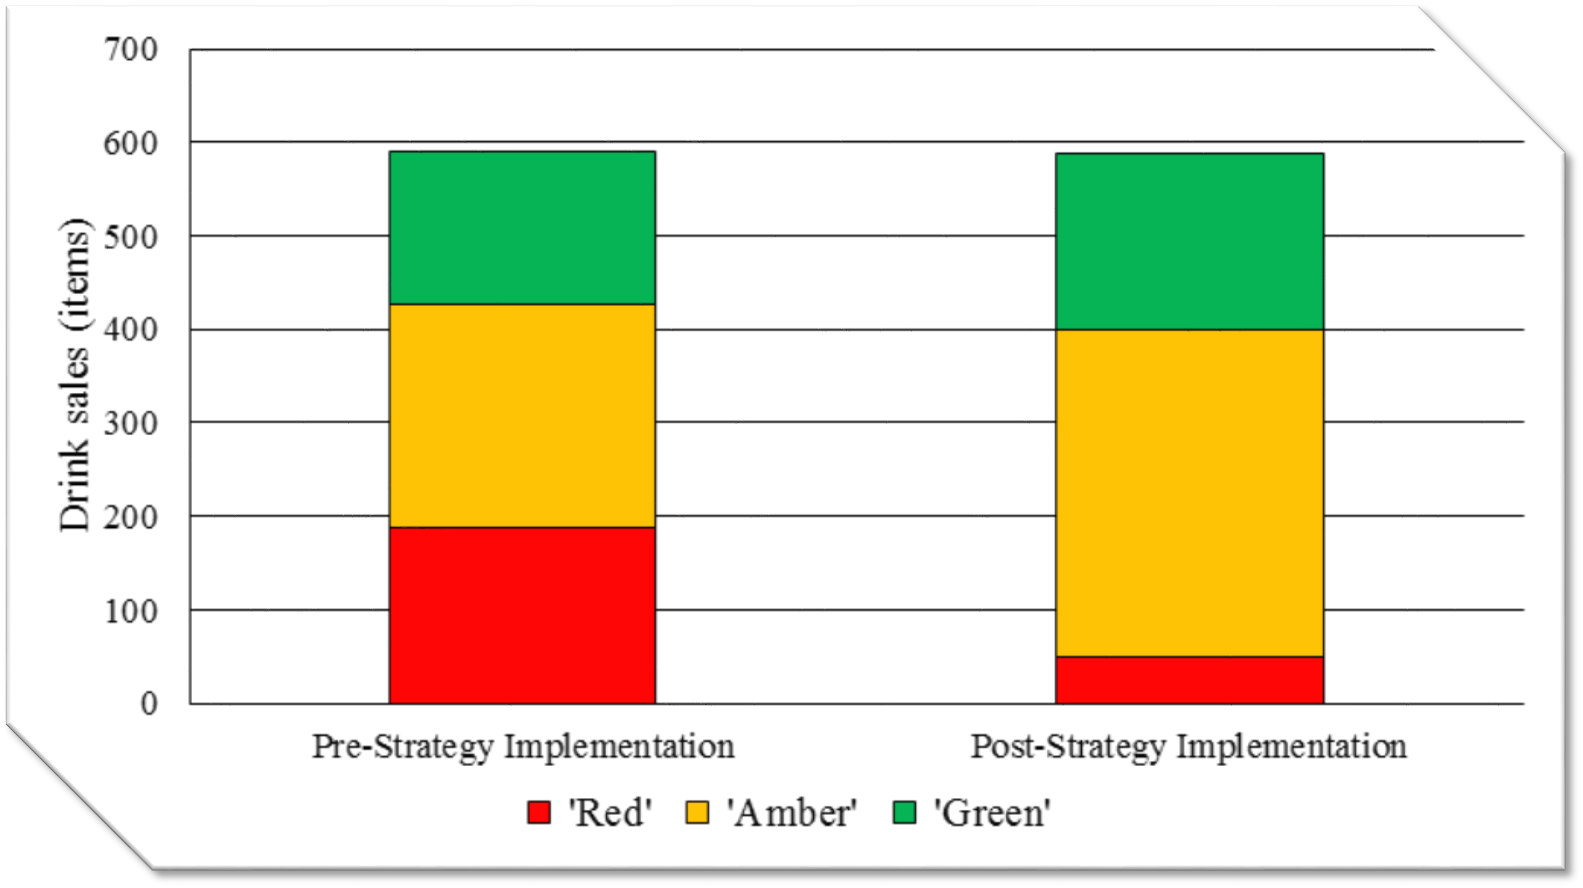 700
600
500
400
300
200
100
0
Drink sales (items)
Pre-Strategy Implementation
Post-Strategy Implementation
'Red' 'Amber' 'Green'